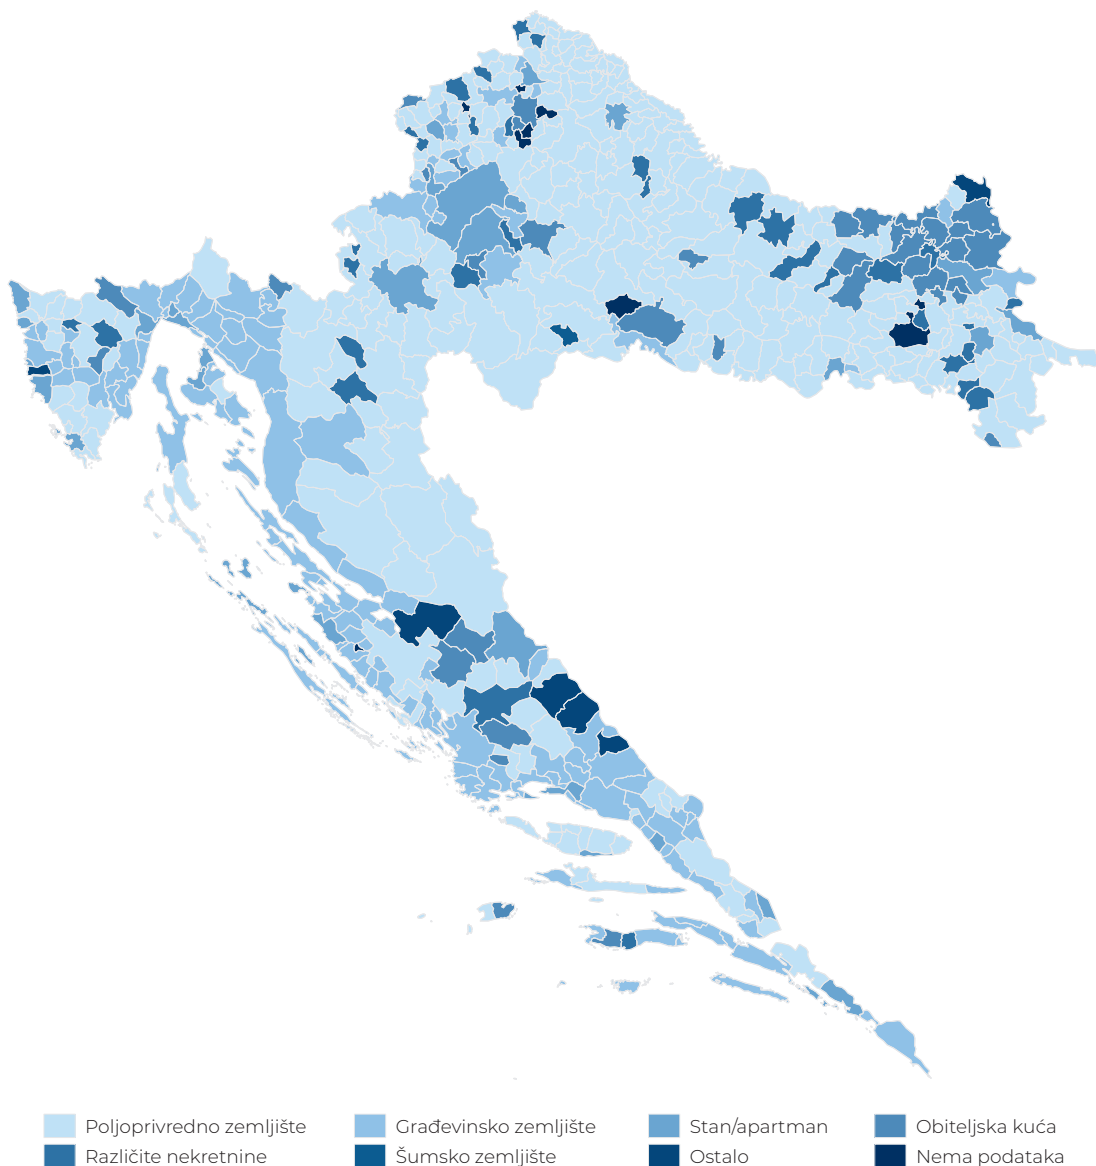 Poljoprivredno zemljište
Građevinsko zemljište
Stan/apartman
Obiteljska kuća
Različite nekretnine
Šumsko zemljište
Ostalo
Nema podataka